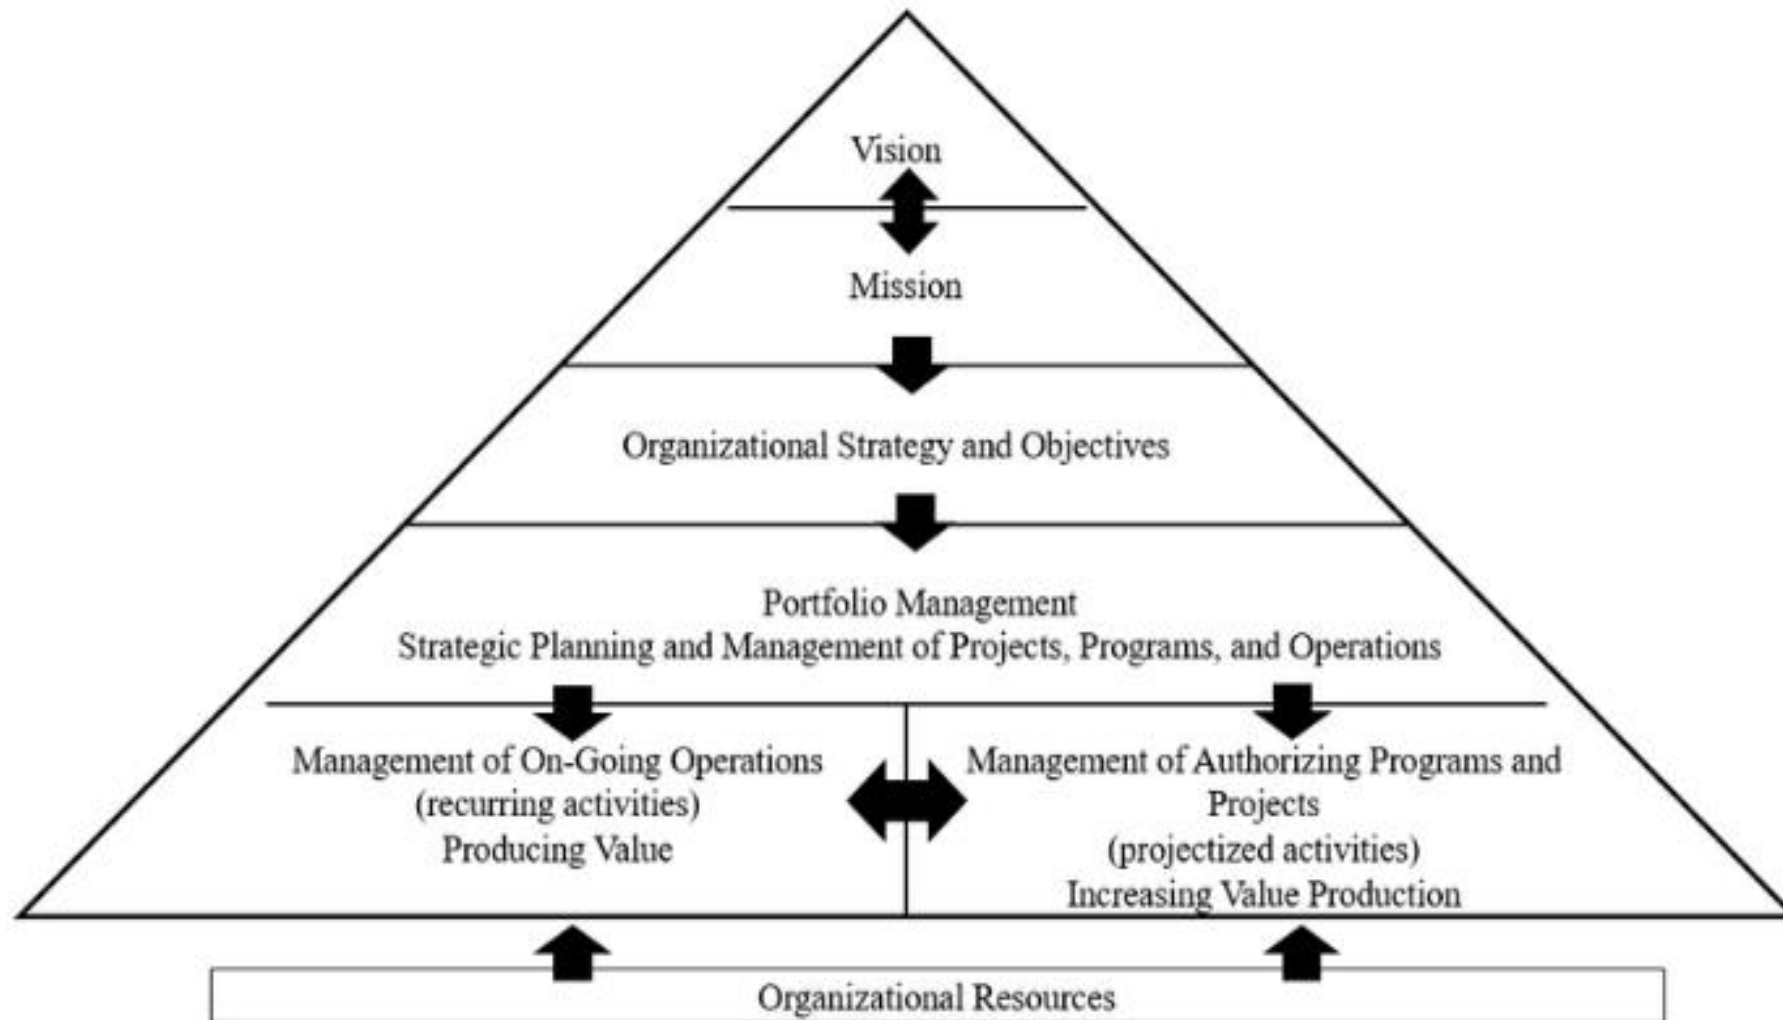 Vision
Mission
Organizational Strategy and Objectives
Portfolio Management
Strategic Planning and Management of Projects, Programs, and Operations
Management of On-Going Operations
(recurring activities)
Producing Value
Management of Authorizing Programs and
Projects
(projectized activities)
Increasing Value Production
Organizational Resources